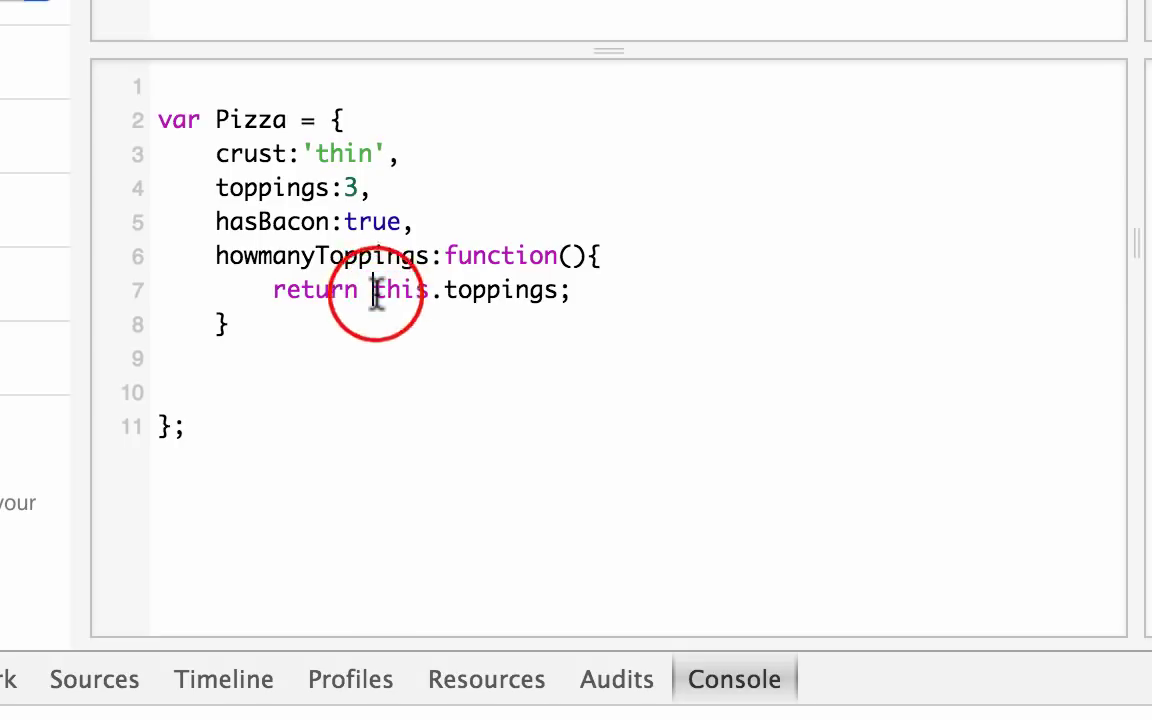 1
2 var Pizza = {
3 crust:'thin',
4 toppings:3,
5 hasBacon:true,
6 howmanyToppings:function(){
7 return this.toppings;
8 }
9
10
11 };
your
rk Sources Timeline Profiles Resources Audits Console